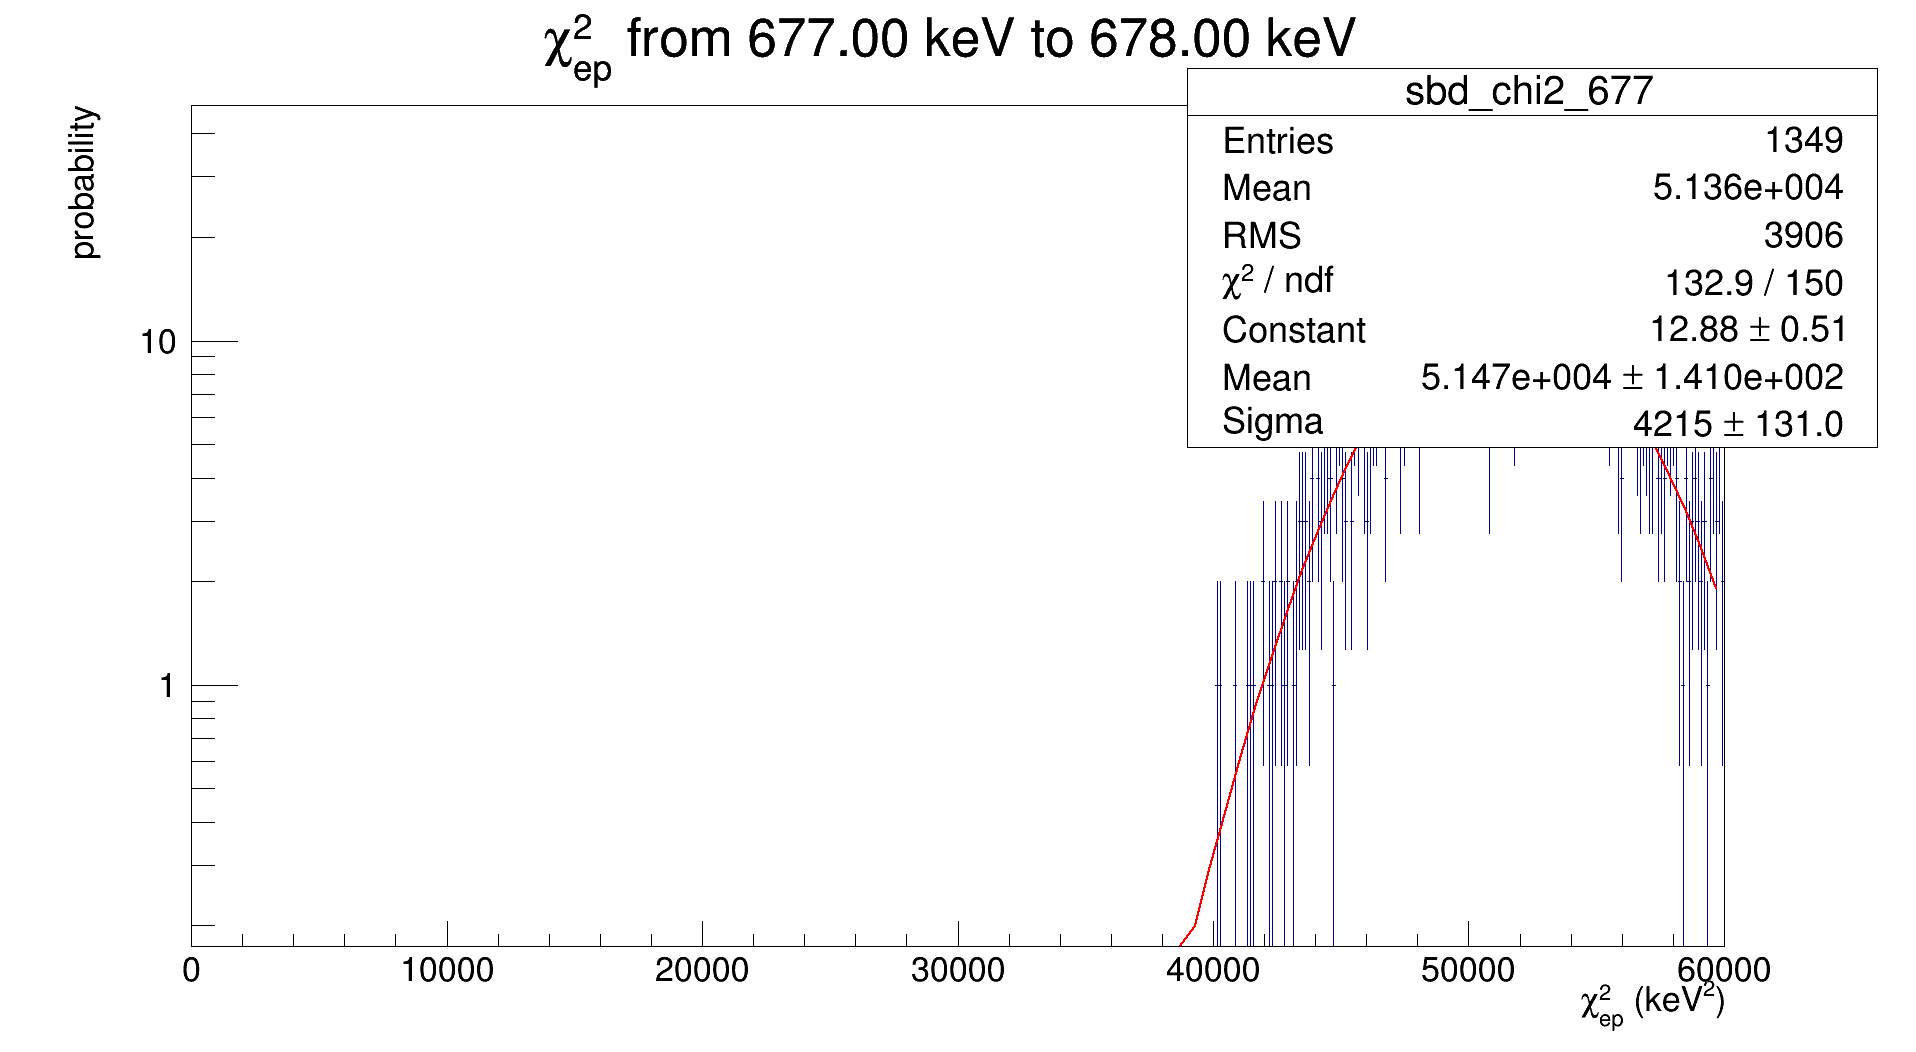 χ²ep from 677.00 keV to 678.00 keV
sbd_chi2_677
Entries 1349
Mean 5.136e+004
RMS 3906
χ² / ndf 132.9 / 150
Constant 12.88 ± 0.51
Mean 5.147e+004 ± 1.410e+002
Sigma 4215 ± 131.0
probability
10
1
0 10000 20000 30000 40000 50000 60000
χ²ep (keV²)